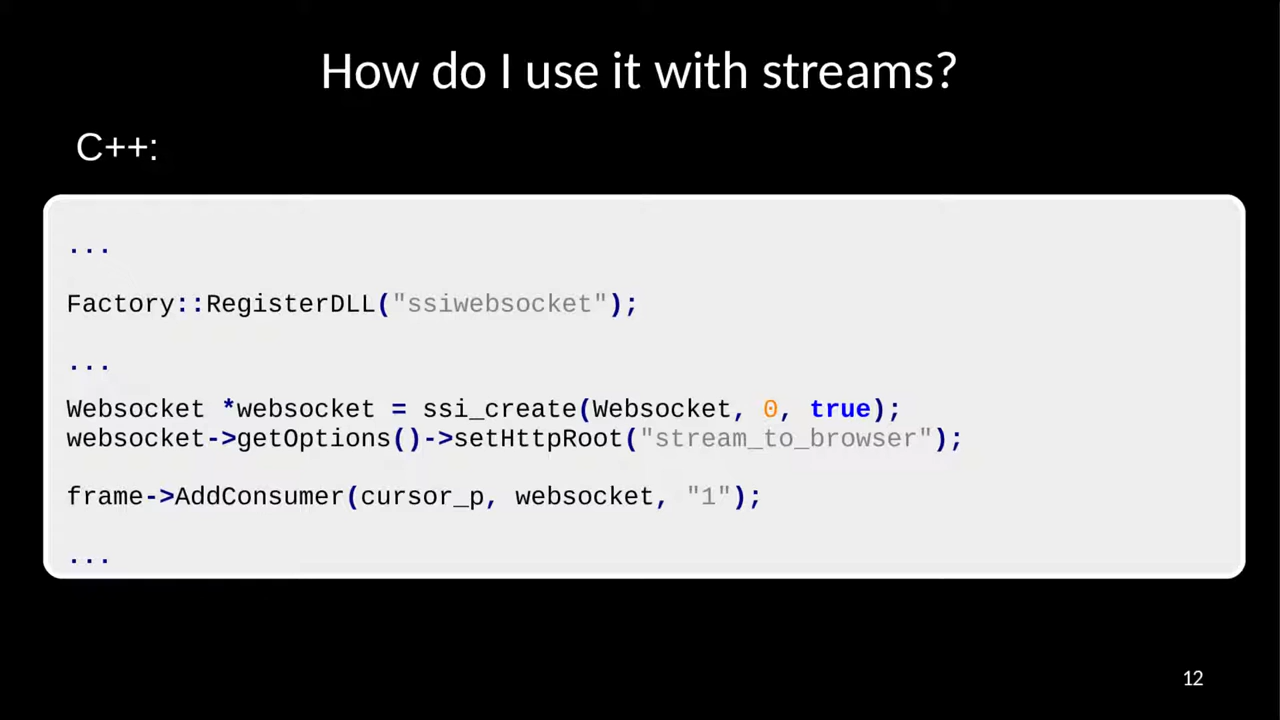 How do I use it with streams?
C++:
...
Factory::RegisterDLL("ssiwebsocket");
...
Websocket *websocket = ssi_create(Websocket, 0, true);
websocket->getOptions()->setHttpRoot("stream_to_browser");
frame->AddConsumer(cursor_p, websocket, "1");
...
12